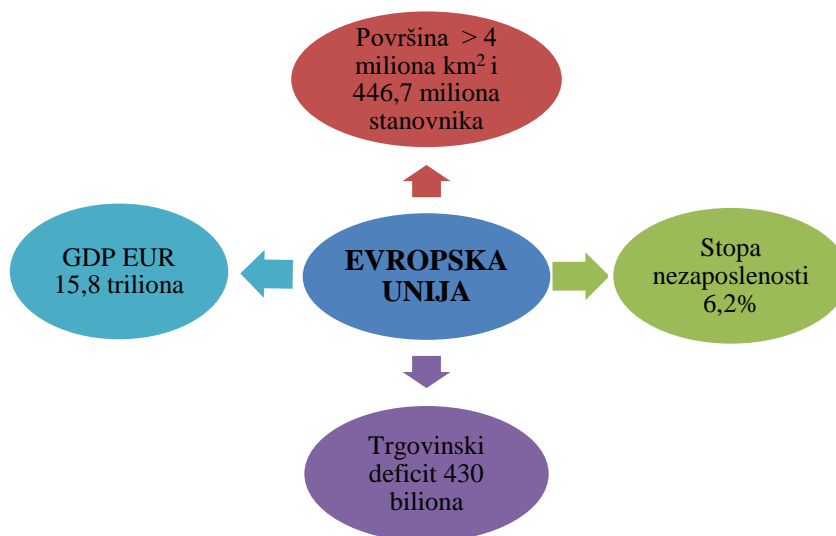 Površina > 4
miliona km² i
446,7 miliona
stanovnika
GDP EUR
15,8 triliona
EVROPSKA
UNIJA
Stopa
nezaposlenosti
6,2%
Trgovinski
deficit 430
biliona